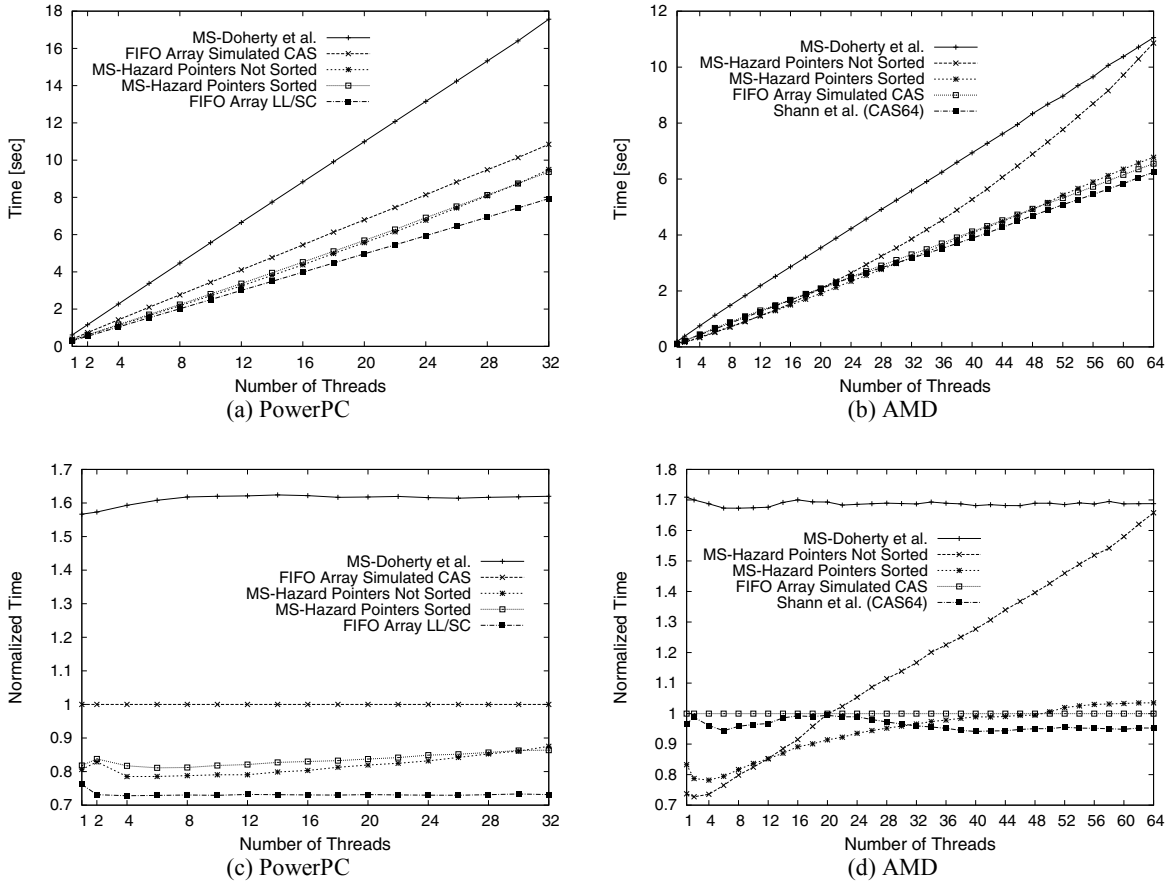 18
16
14
12
10
8
6
4
2
0
Time [sec]
MS-Doherty et al.
FIFO Array Simulated CAS
MS-Hazard Pointers Not Sorted
MS-Hazard Pointers Sorted
FIFO Array LL/SC
1 2 4 8 12 16 20 24 28 32
Number of Threads
(a) PowerPC
12
10
8
6
4
2
0
Time [sec]
MS-Doherty et al.
MS-Hazard Pointers Not Sorted
MS-Hazard Pointers Sorted
FIFO Array Simulated CAS
Shann et al. (CAS64)
1 4 8 12 16 20 24 28 32 36 40 44 48 52 56 60 64
Number of Threads
(b) AMD
1.7
1.6
1.5
1.4
1.3
1.2
1.1
1
0.9
0.8
0.7
Normalized Time
MS-Doherty et al.
FIFO Array Simulated CAS
MS-Hazard Pointers Not Sorted
MS-Hazard Pointers Sorted
FIFO Array LL/SC
1 2 4 8 12 16 20 24 28 32
Number of Threads
(c) PowerPC
1.8
1.7
1.6
1.5
1.4
1.3
1.2
1.1
1
0.9
0.8
0.7
Normalized Time
MS-Doherty et al.
MS-Hazard Pointers Not Sorted
MS-Hazard Pointers Sorted
FIFO Array Simulated CAS
Shann et al. (CAS64)
1 4 8 12 16 20 24 28 32 36 40 44 48 52 56 60 64
Number of Threads
(d) AMD